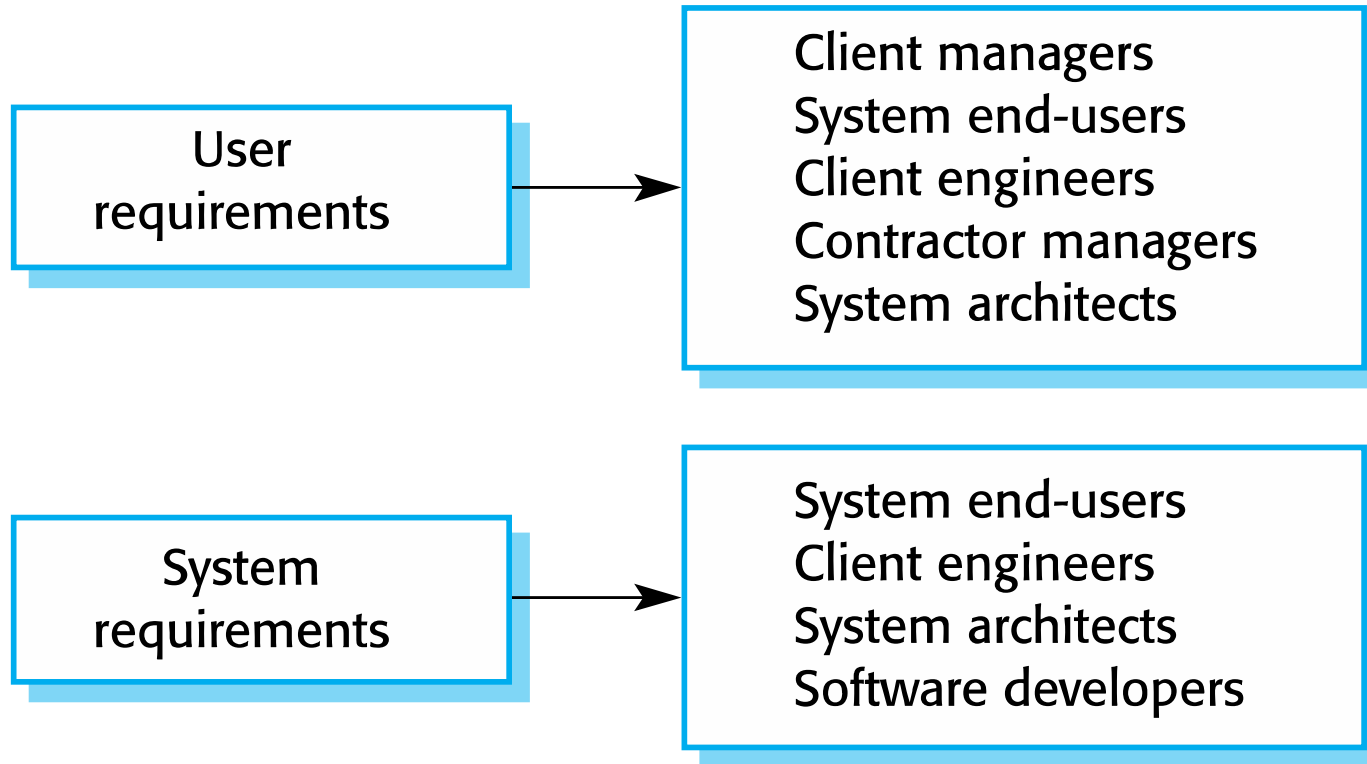 User
requirements
Client managers
System end-users
Client engineers
Contractor managers
System architects
System
requirements
System end-users
Client engineers
System architects
Software developers